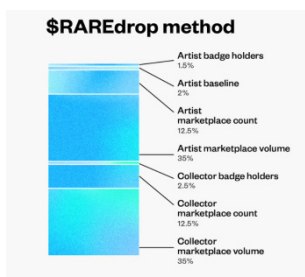 $RAREdrop method
Artist badge holders
1.5%
Artist baseline
2%
Artist
marketplace count
12.5%
Artist marketplace volume
35%
Collector badge holders
2.5%
Collector
marketplace count
12.5%
Collector
marketplace volume
35%